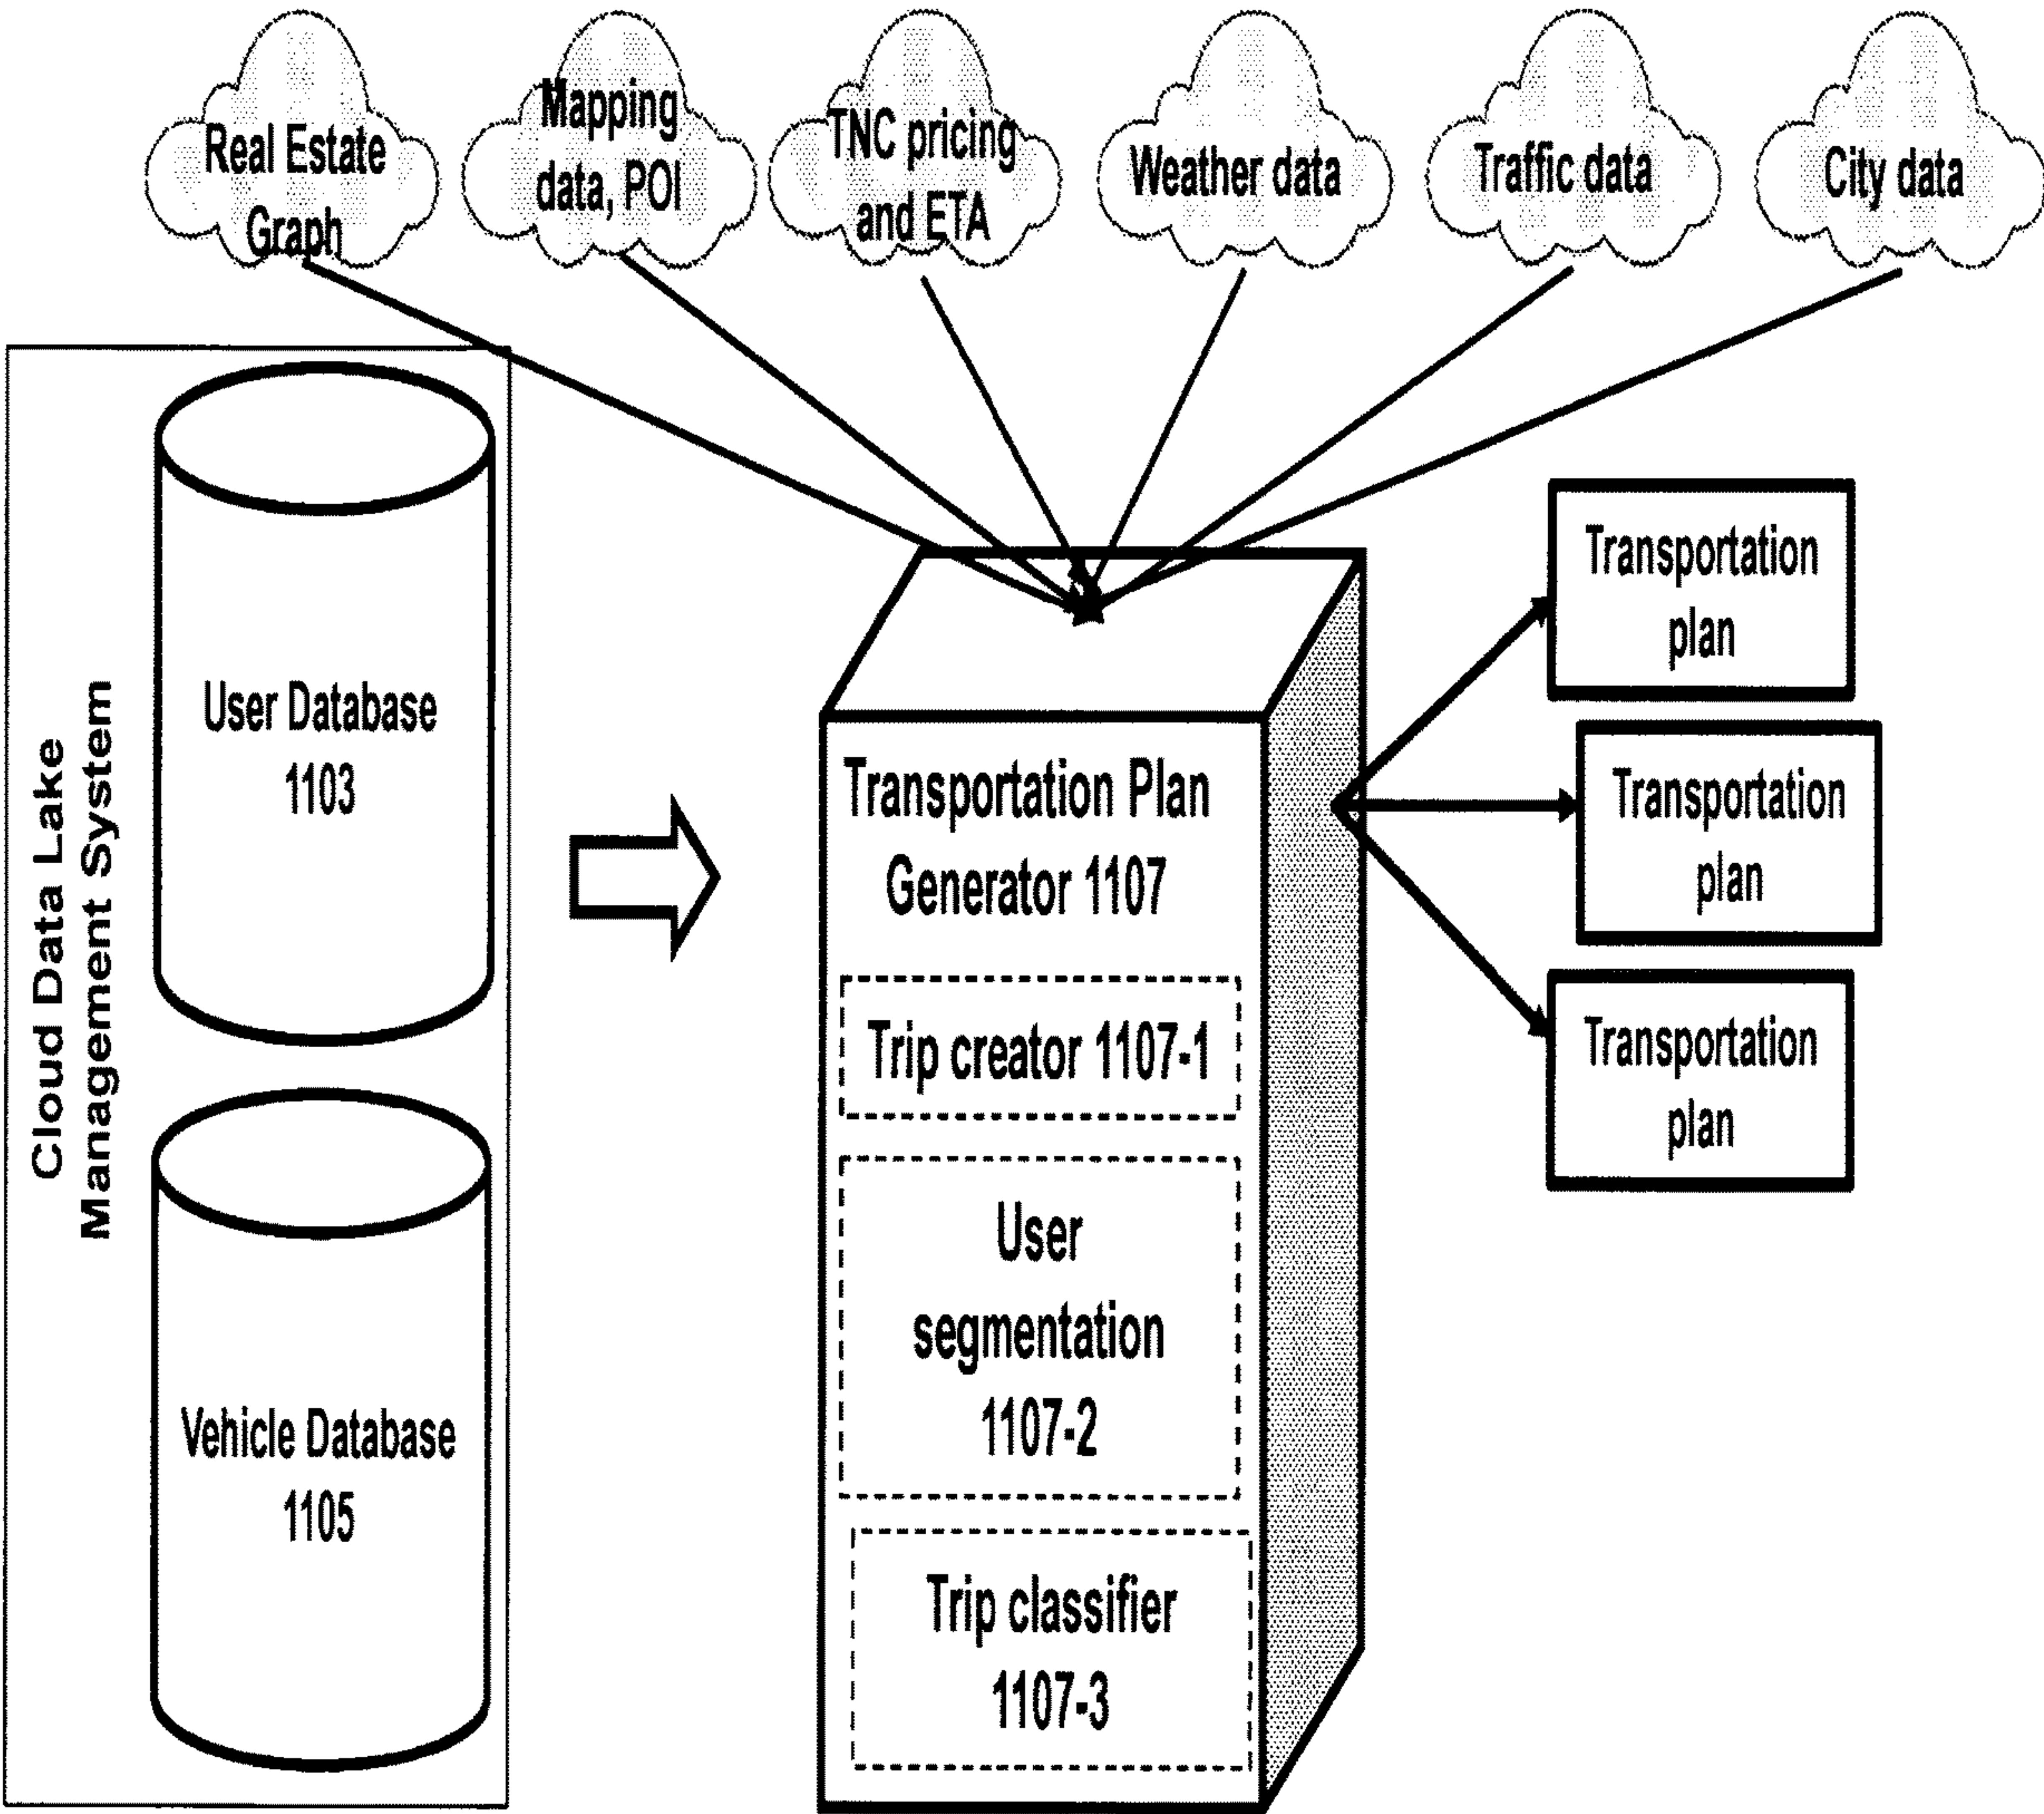 Real Estate
Graph
Mapping
data, POI
TNC pricing
and ETA
Weather data
Traffic data
City data
Cloud Data Lake
Management System
User Database
1103
Vehicle Database
1105
Transportation Plan
Generator 1107
Trip creator 1107-1
User
segmentation
1107-2
Trip classifier
1107-3
Transportation
plan
Transportation
plan
Transportation
plan